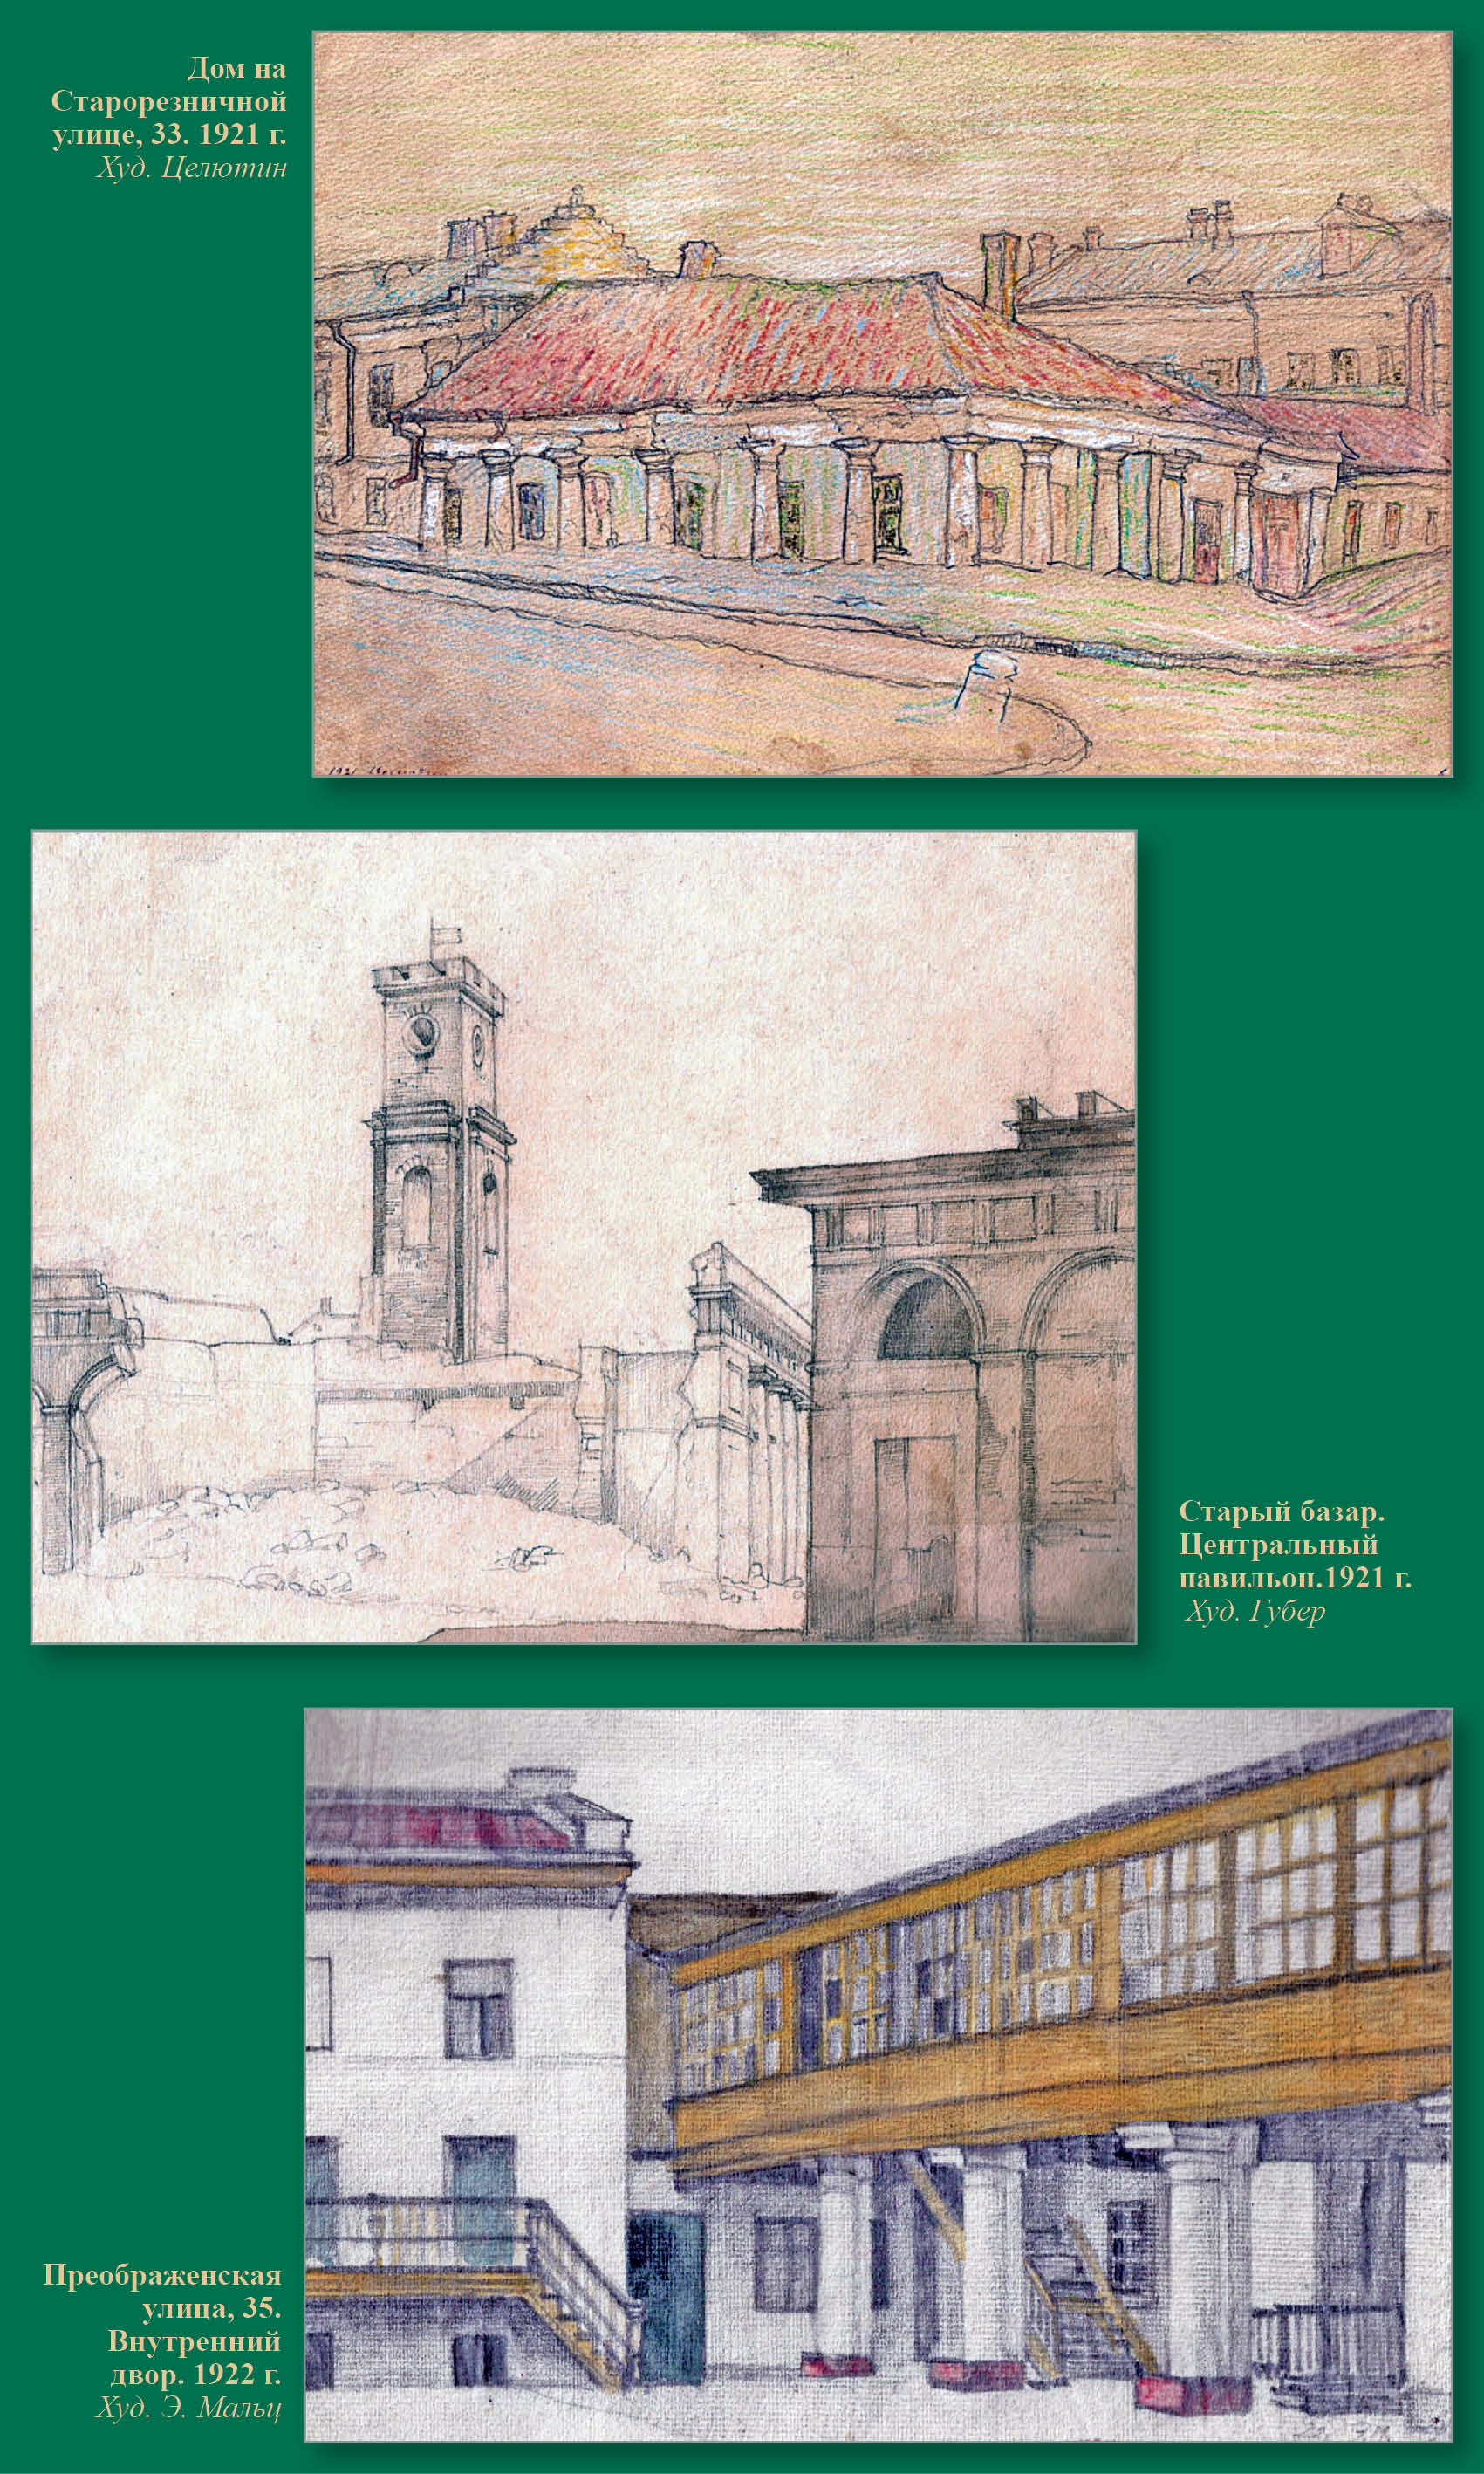 Дом на
Старорезничной
улице, 33. 1921 г.
Худ. Целютин
Старый базар.
Центральный
павильон.1921 г.
Худ. Губер
Преображенская
улица, 35.
Внутренний
двор. 1922 г.
Худ. Э. Мальц